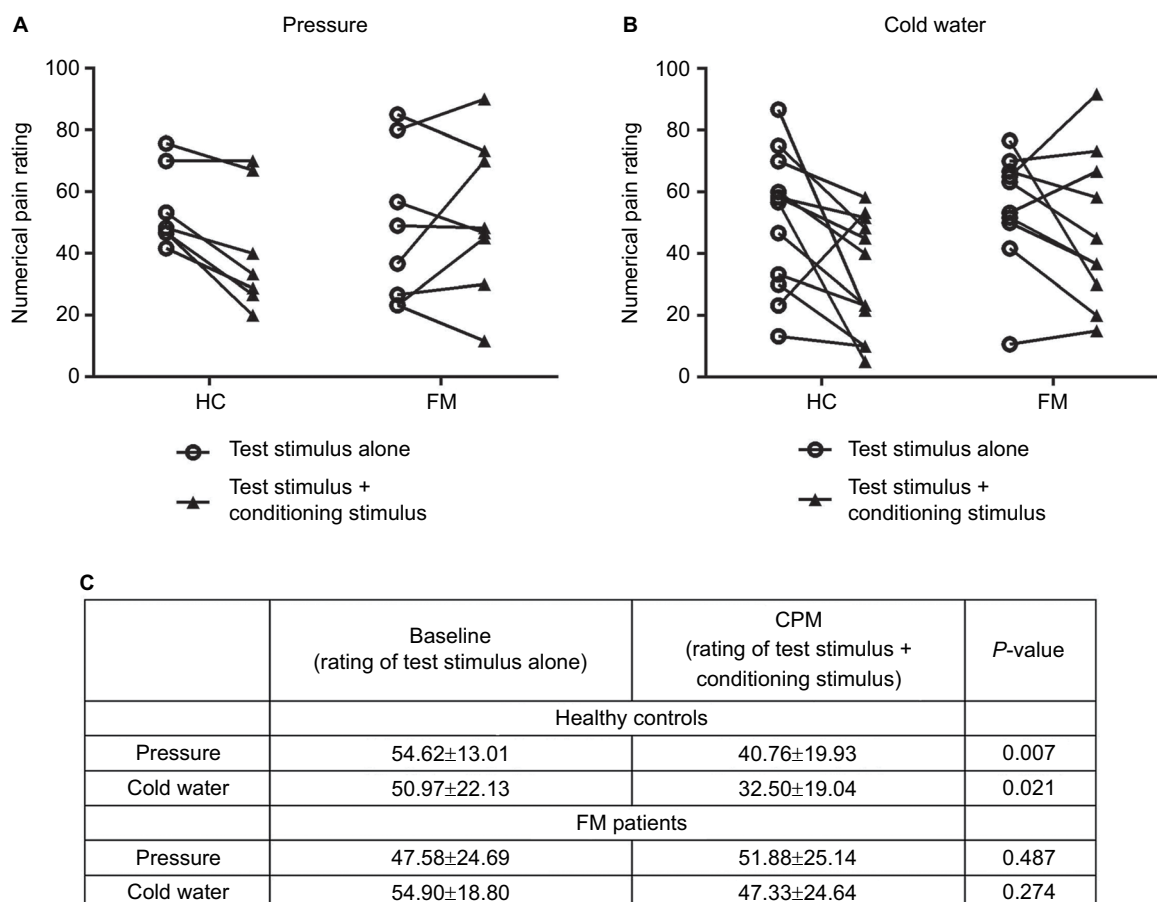 A
Pressure
Numerical pain rating
100
80
60
40
20
0
HC
FM
Test stimulus alone
Test stimulus +
conditioning stimulus
B
Cold water
Numerical pain rating
100
80
60
40
20
0
HC
FM
Test stimulus alone
Test stimulus +
conditioning stimulus
C
Baseline
(rating of test stimulus alone)
CPM
(rating of test stimulus +
conditioning stimulus)
P-value
Healthy controls
Pressure 54.62±13.01 40.76±19.93 0.007
Cold water 50.97±22.13 32.50±19.04 0.021
FM patients
Pressure 47.58±24.69 51.88±25.14 0.487
Cold water 54.90±18.80 47.33±24.64 0.274